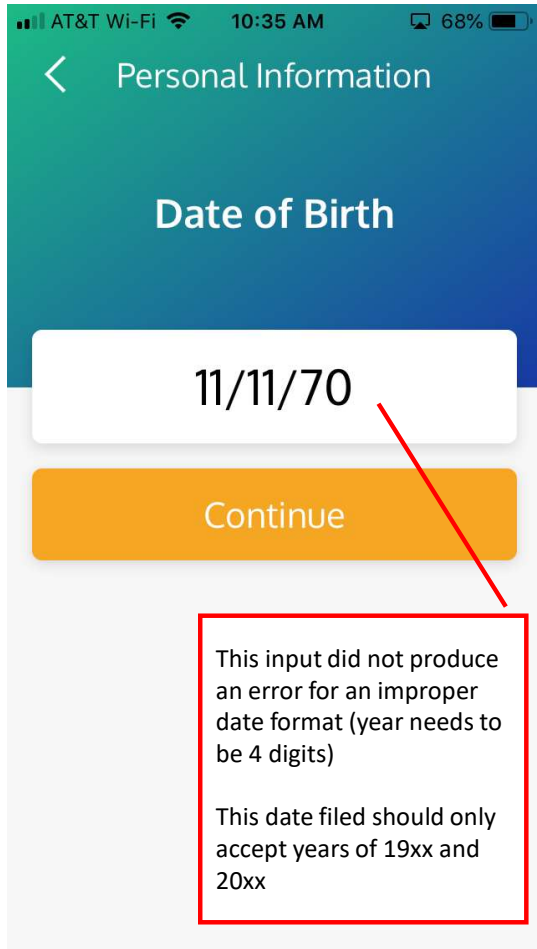 AT&T Wi-Fi 10:35 AM 68%
Personal Information
Date of Birth
11/11/70
Continue
This input did not produce
an error for an improper
date format (year needs to
be 4 digits)
This date filed should only
accept years of 19xx and
20xx